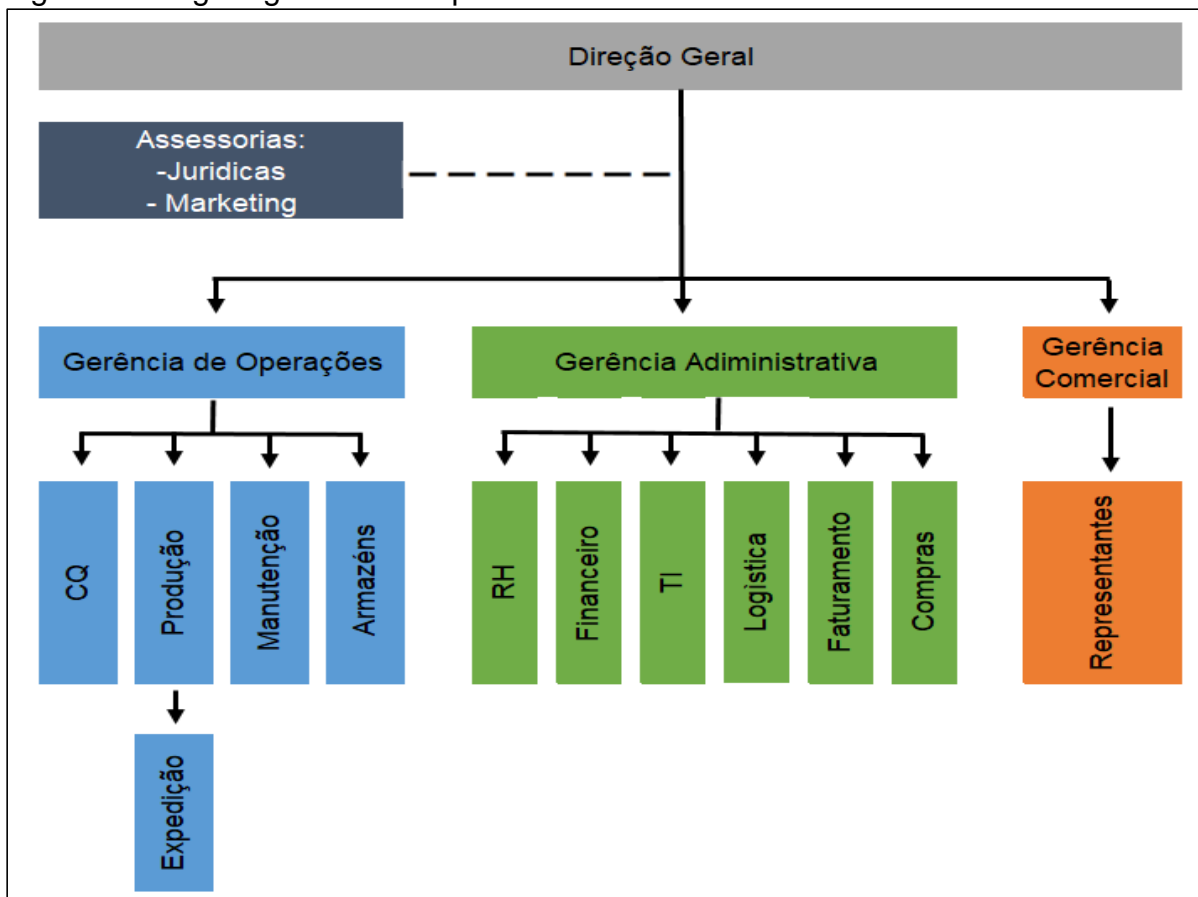 Direção Geral
Assessorias:
-Juridicas
- Marketing
Gerência de Operações
Gerência Adiministrativa
Gerência
Comercial
CQ
Produção
Manutenção
Armazéns
RH
Financeiro
TI
Logìstica
Faturamento
Compras
Representantes
Expedição